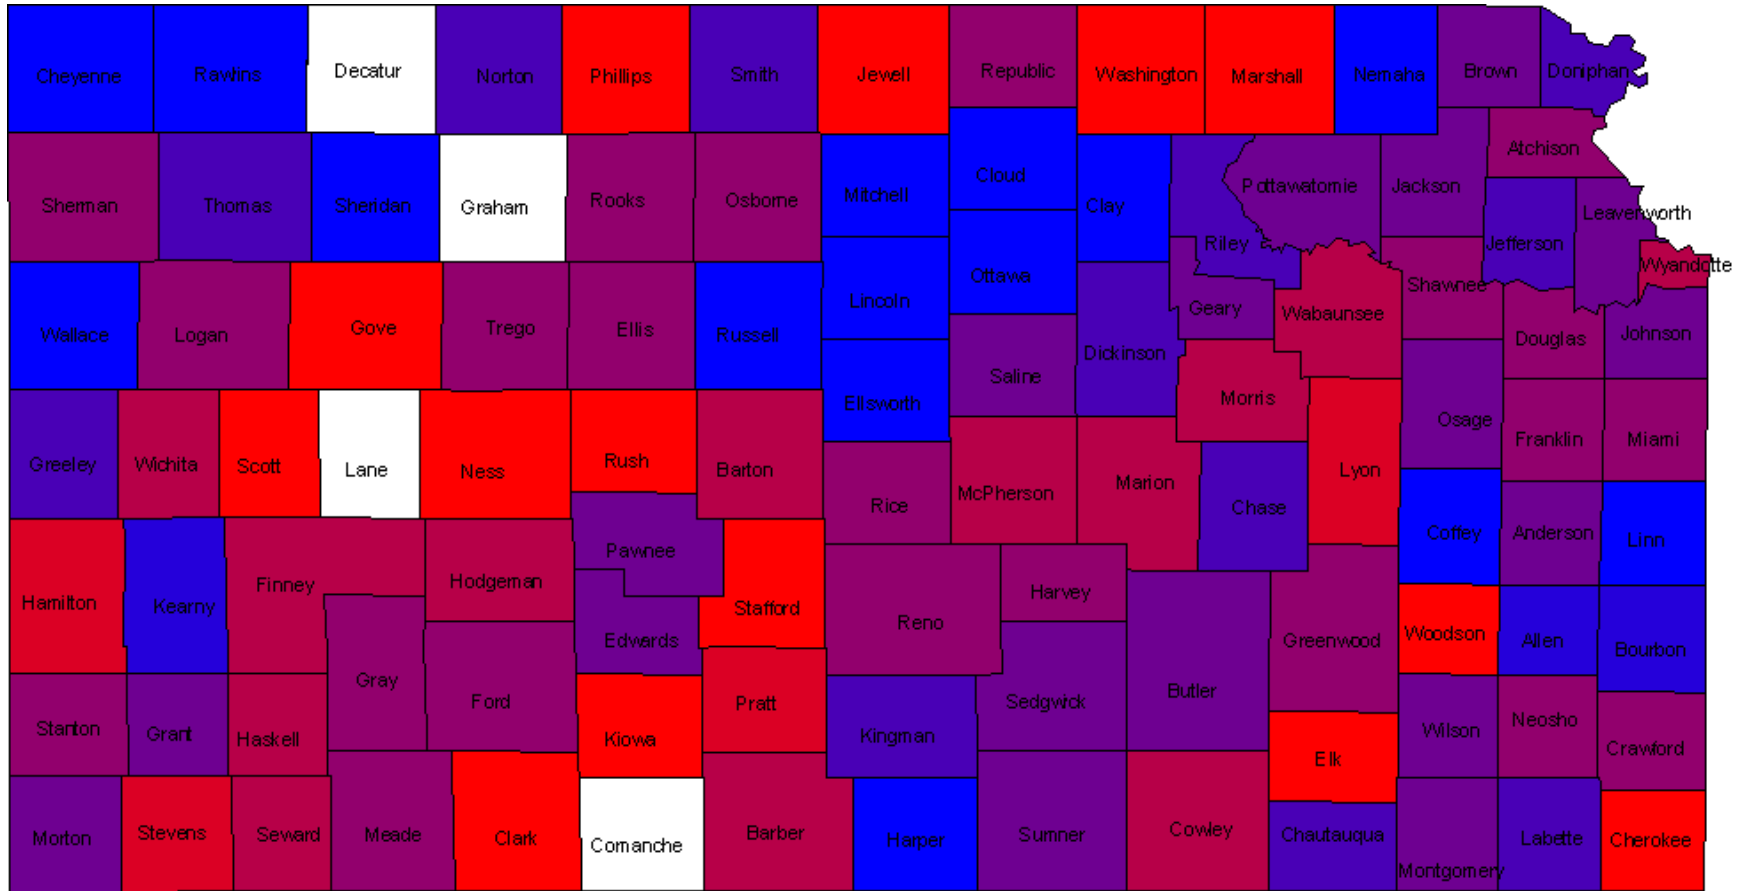 Cheyenne
Rawlins
Decatur
Norton
Phillips
Smith
Jewell
Republic
Washington
Marshall
Nemaha
Brown
Doniphan
Sherman
Thomas
Sheridan
Graham
Rooks
Osborne
Mitchell
Cloud
Clay
Riley
Pottawatomie
Jackson
Atchison
Jefferson
Leavenworth
Wyandotte
Wallace
Logan
Gove
Trego
Ellis
Russell
Lincoln
Ottawa
Saline
Dickinson
Geary
Wabaunsee
Shawnee
Douglas
Johnson
Greeley
Wichita
Scott
Lane
Ness
Rush
Barton
Ellsworth
Rice
McPherson
Marion
Morris
Chase
Lyon
Osage
Franklin
Miami
Hamilton
Kearny
Finney
Hodgeman
Pawnee
Edwards
Stafford
Reno
Harvey
Butler
Greenwood
Coffey
Anderson
Linn
Woodson
Allen
Bourbon
Stanton
Grant
Haskell
Gray
Ford
Kiowa
Pratt
Kingman
Sedgwick
Elk
Wilson
Neosho
Crawford
Morton
Stevens
Seward
Meade
Clark
Comanche
Barber
Harper
Sumner
Cowley
Chautauqua
Montgomery
Labette
Cherokee